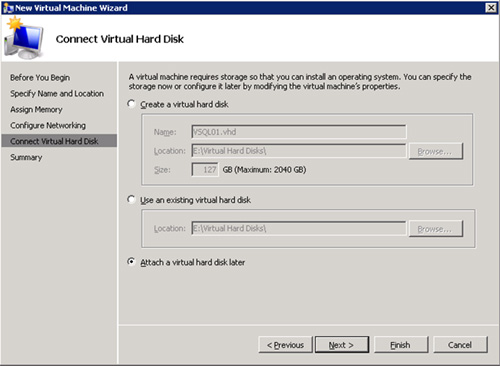 New Virtual Machine Wizard
Connect Virtual Hard Disk
Before You Begin
Specify Name and Location
Assign Memory
Configure Networking
Connect Virtual Hard Disk
Summary
A virtual machine requires storage so that you can install an operating system. You can specify the
storage now or configure it later by modifying the virtual machine's properties.
Create a virtual hard disk
Name: VSQL01.vhd
Location: E:\Virtual Hard Disks\ Browse...
Size: 127 GB (Maximum: 2040 GB)
Use an existing virtual hard disk
Location: E:\Virtual Hard Disks\ Browse...
Attach a virtual hard disk later
< Previous Next > Finish Cancel